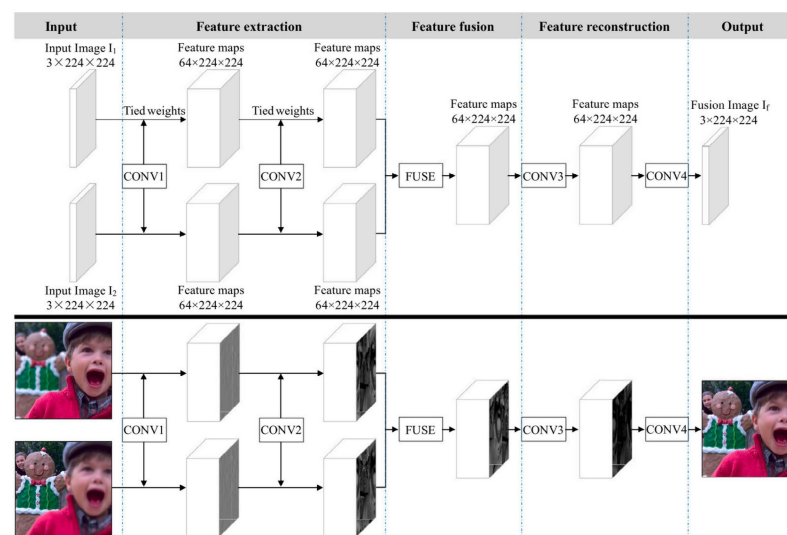 Input Feature extraction Feature fusion Feature reconstruction Output
Input Image I₁
3×224×224
Feature maps
64×224×224
Feature maps
64×224×224
Feature maps
64×224×224
Feature maps
64×224×224
Fusion Image If
3×224×224
Tied weights
Tied weights
CONV1
CONV2
FUSE
CONV3
CONV4
Input Image I₂
3×224×224
Feature maps
64×224×224
Feature maps
64×224×224
CONV1
CONV2
FUSE
CONV3
CONV4